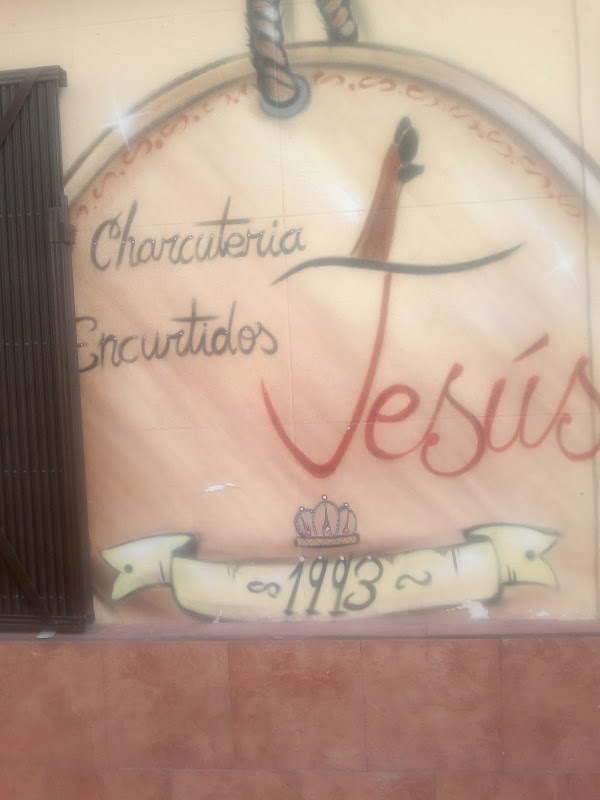 Charcuteria
Encurtidos
Jesús
1993